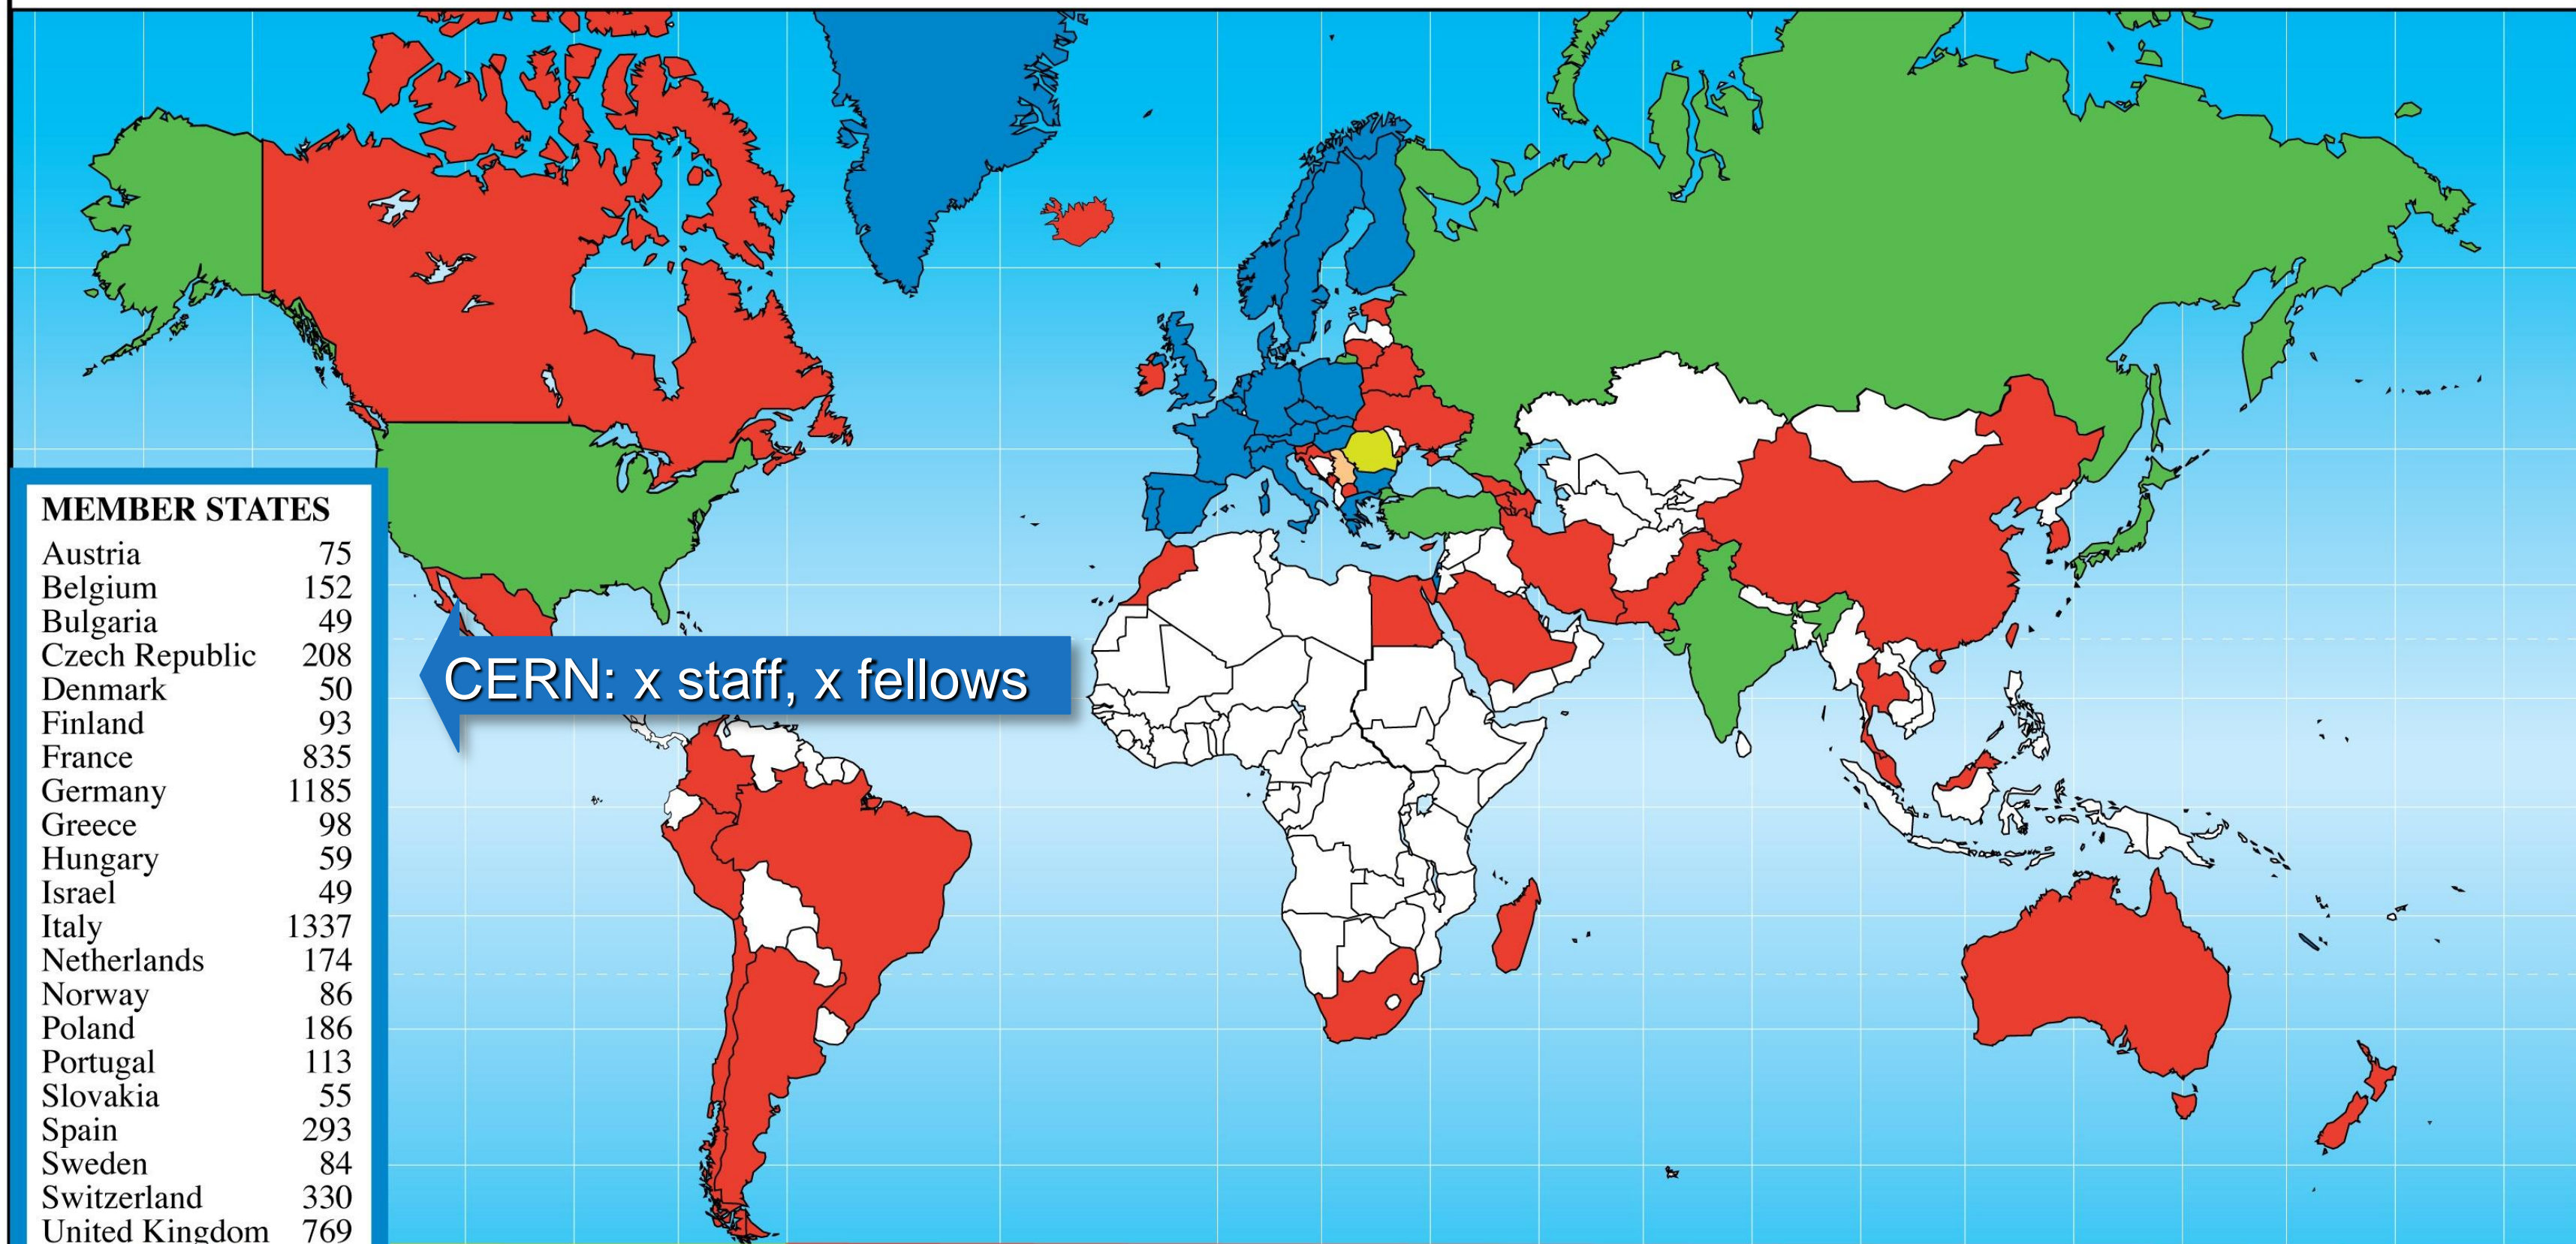 MEMBER STATES
Austria 75
Belgium 152
Bulgaria 49
Czech Republic 208
Denmark 50
Finland 93
France 835
Germany 1185
Greece 98
Hungary 59
Israel 49
Italy 1337
Netherlands 174
Norway 86
Poland 186
Portugal 113
Slovakia 55
Spain 293
Sweden 84
Switzerland 330
United Kingdom 769
CERN: x staff, x fellows